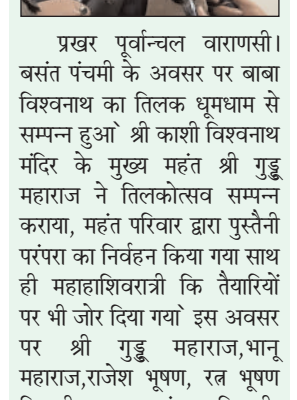 प्रखर पूर्वान्चल वाराणसी।
बसंत पंचमी के अवसर पर बाबा
विश्वनाथ का तिलक धूमधाम से
सम्पन्न हुआ` श्री काशी विश्वनाथ
मंदिर के मुख्य महंत श्री गुड्डू
महाराज ने तिलकोत्सव सम्पन्न
कराया, महंत परिवार द्वारा पुस्तैनी
परंपरा का निर्वहन किया गया साथ
ही महाहाशिवरात्री कि तैयारियों
पर भी जोर दिया गया` इस अवसर
पर श्री गुड्डू महाराज,भानू
महाराज,राजेश भूषण, रत्न भूषण